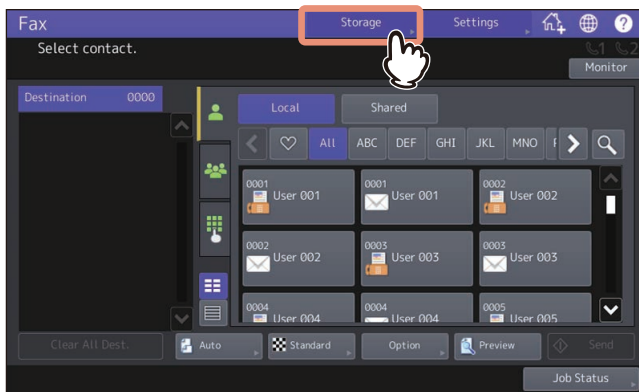 Fax
Storage
Settings
?
Select contact.
1 2
Monitor
Destination 0000
Local
Shared
All
ABC
DEF
GHI
JKL
MNO
0001
User 001
0001
User 001
0002
User 002
0002
User 002
0003
User 003
0003
User 003
0004
User 004
0004
User 004
0005
User 005
Clear All Dest.
Auto
Standard
Option
Preview
Send
Job Status